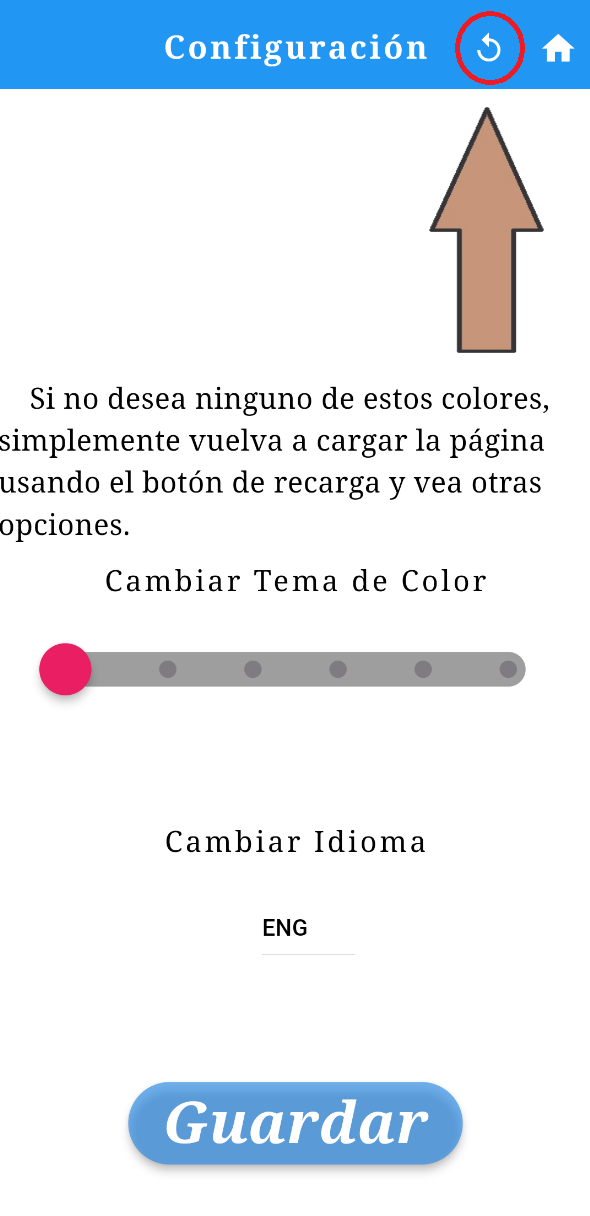 Configuración
Si no desea ninguno de estos colores,
simplemente vuelva a cargar la página
usando el botón de recarga y vea otras
opciones.
Cambiar Tema de Color
Cambiar Idioma
ENG
Guardar